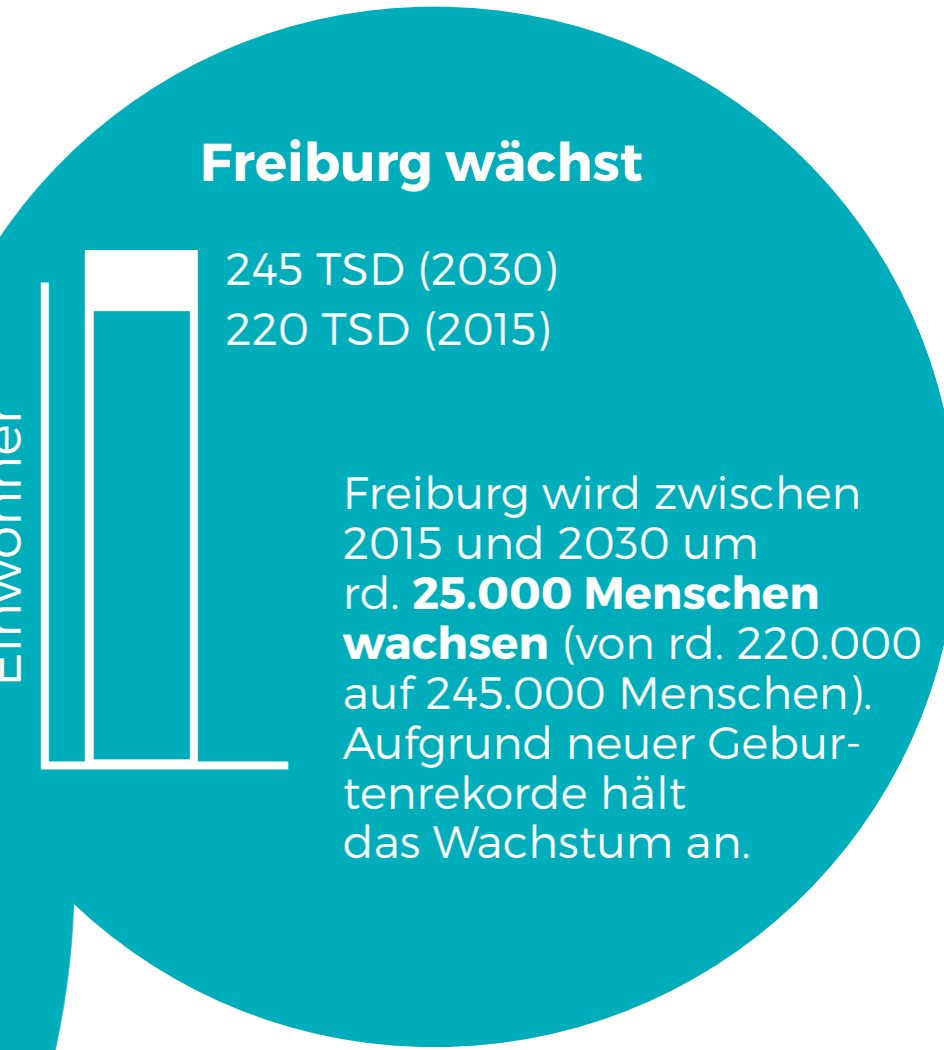 Freiburg wächst
245 TSD (2030)
220 TSD (2015)
Einwohner
Freiburg wird zwischen
2015 und 2030 um
rd. 25.000 Menschen
wachsen (von rd. 220.000
auf 245.000 Menschen).
Aufgrund neuer Gebur-
tenrekorde hält
das Wachstum an.